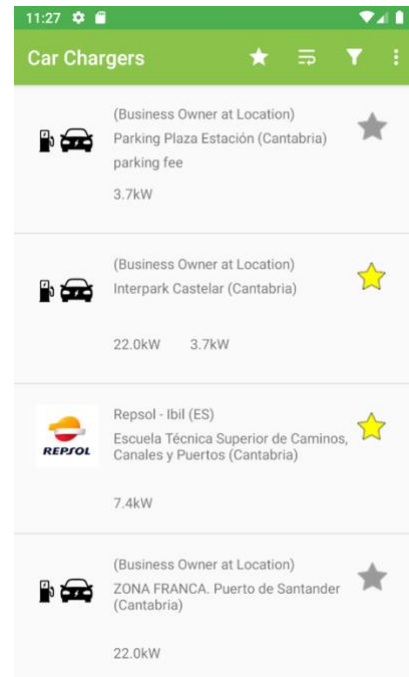 11:27
Car Chargers
(Business Owner at Location)
Parking Plaza Estación (Cantabria)
parking fee
3.7kW
(Business Owner at Location)
Interpark Castelar (Cantabria)
22.0kW 3.7kW
Repsol - Ibil (ES)
Escuela Técnica Superior de Caminos,
Canales y Puertos (Cantabria)
REPSOL
7.4kW
(Business Owner at Location)
ZONA FRANCA. Puerto de Santander
(Cantabria)
22.0kW